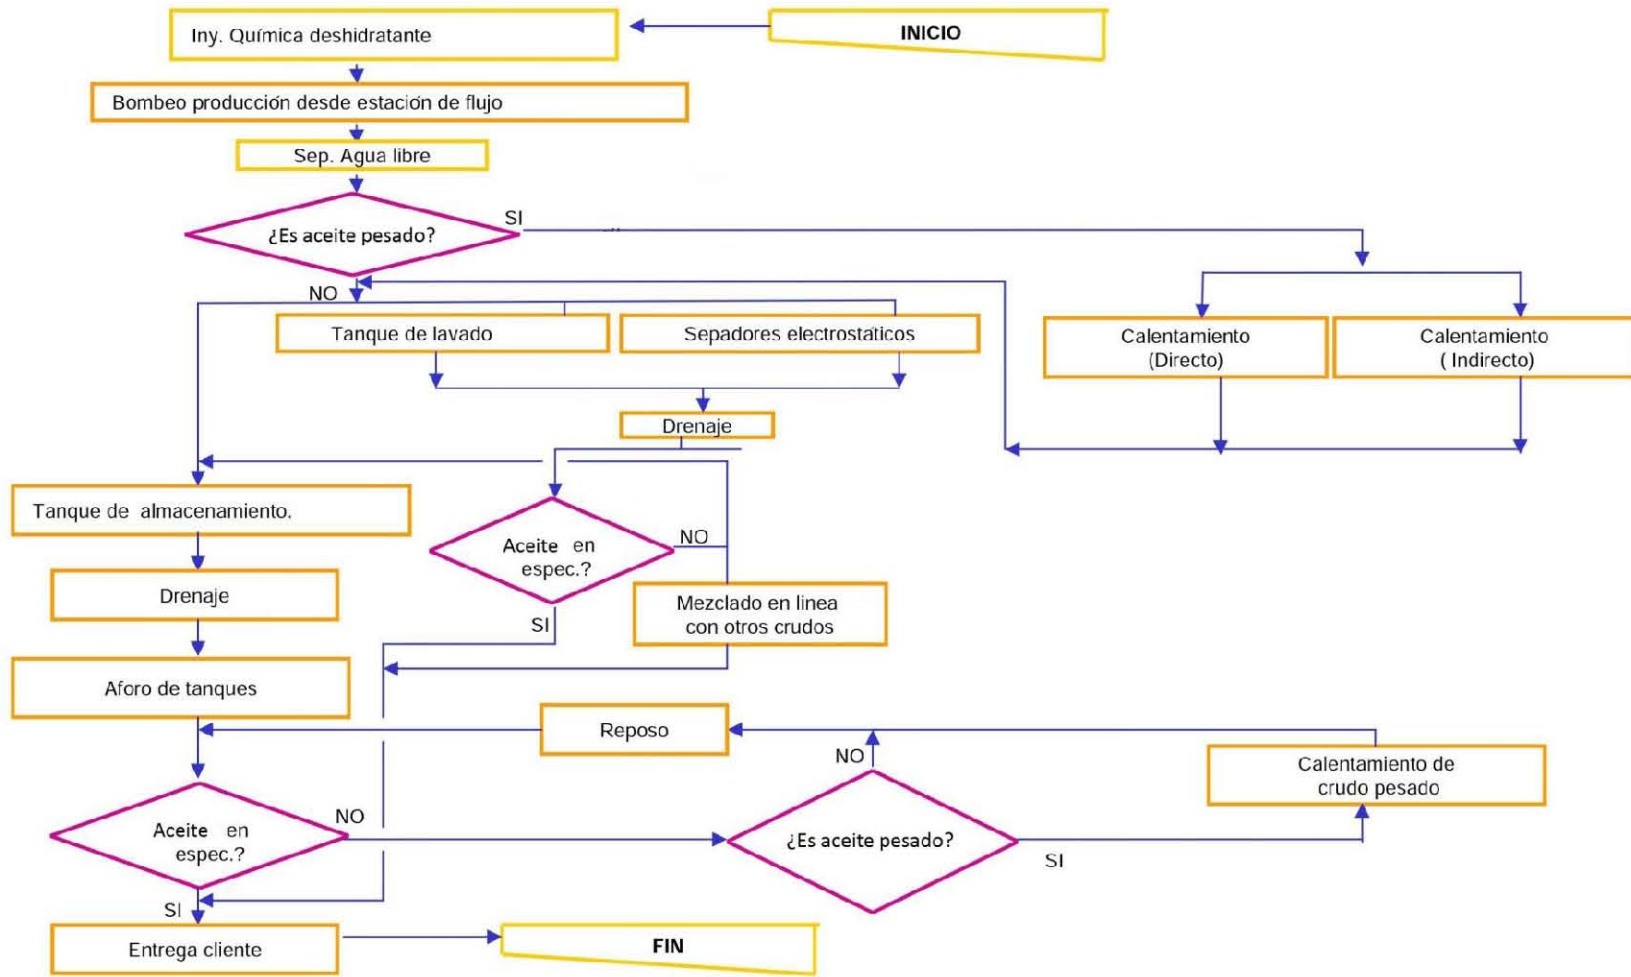 Iny. Química deshidratante
INICIO
Bombeo producción desde estación de flujo
Sep. Agua libre
¿Es aceite pesado?
SI
NO
Tanque de lavado
Sepadores electrostáticos
Calentamiento
(Directo)
Calentamiento
( Indirecto)
Drenaje
Tanque de almacenamiento.
Aceite en
espec.?
NO
SI
Drenaje
Mezclado en linea
con otros crudos
Aforo de tanques
Reposo
NO
Calentamiento de
crudo pesado
Aceite en
espec.?
NO
¿Es aceite pesado?
SI
SI
Entrega cliente
FIN